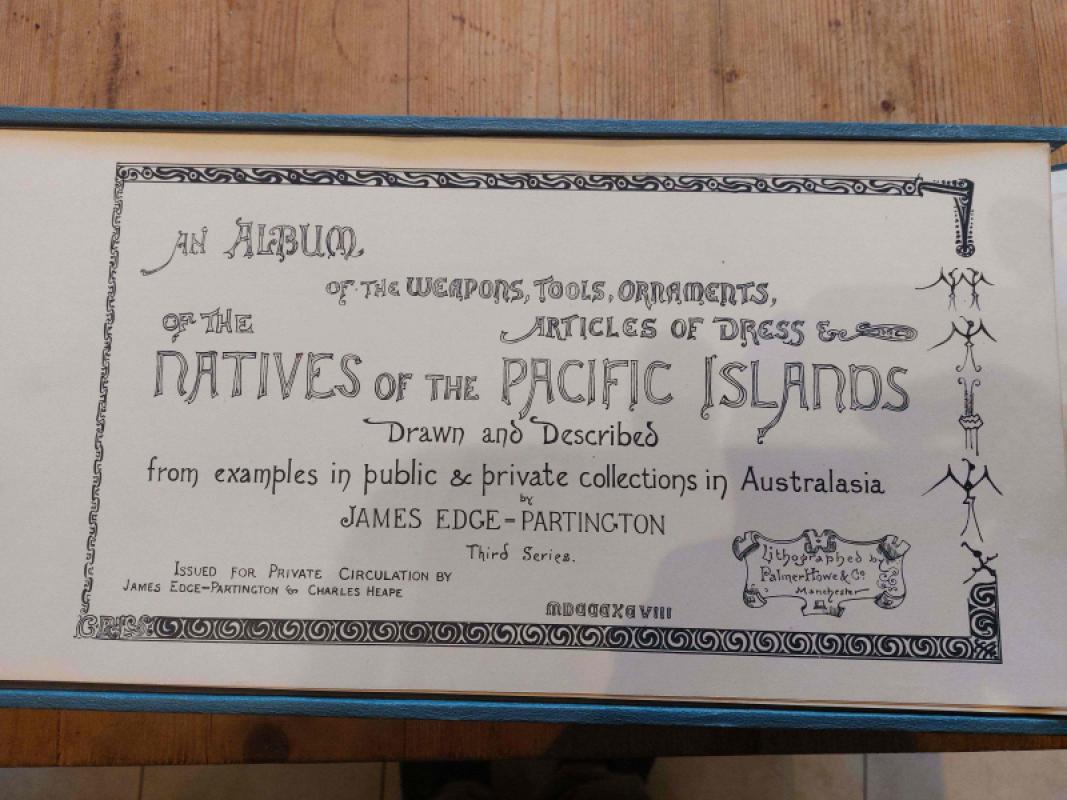 AN ALBUM
OF THE WEAPONS, TOOLS, ORNAMENTS,
ARTICLES OF DRESS &c
OF THE
NATIVES OF THE PACIFIC ISLANDS
Drawn and Described
from examples in public & private collections in Australasia
by
JAMES EDGE-PARTINGTON
Third Series.
ISSUED FOR PRIVATE CIRCULATION BY
JAMES EDGE-PARTINGTON & CHARLES HEAPE
Lithographed by
Palmer Howe & Co
Manchester
MDCCCXCVIII